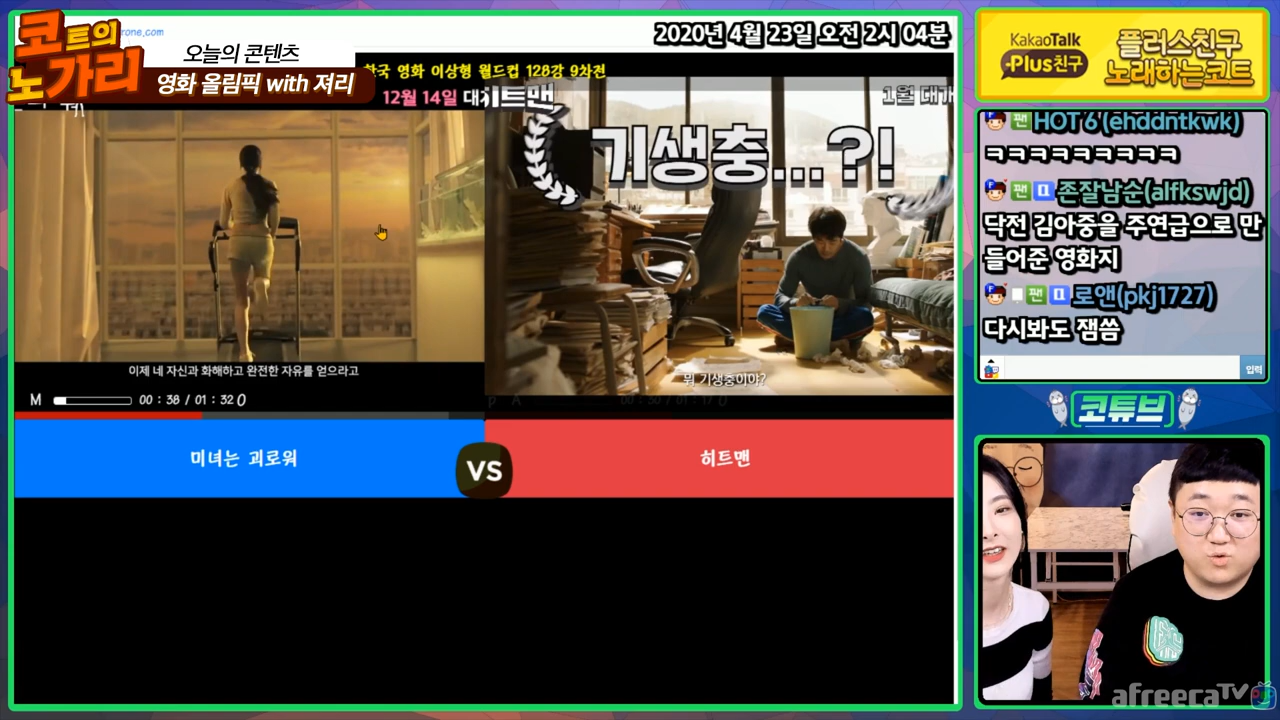 코트의
노가리
rone.com
오늘의 콘텐츠
영화 올림픽 with 져리
2020년 4월 23일 오전 2시 04분
한국 영화 이상형 월드컵 128강 9차전
12월 14일 대
히트맨
1월 대개
기생충...?!
이제 네 자신과 화해하고 완전한 자유를 얻으라고
뭐 기생충이야?
M 00 : 38 / 01 : 32
미녀는 괴로워
VS
히트맨
KakaoTalk
Plus친구
플러스친구
노래하는코트
팬 HOT 6(ehddntkwk)
ㅋㅋㅋㅋㅋㅋㅋㅋㅋ
팬 존잘남순(alfkswjd)
닥전 김아중을 주연급으로 만
들어준 영화지
팬 로앤(pkj1727)
다시봐도 잼씀
입력
코튜브
afreecaTV